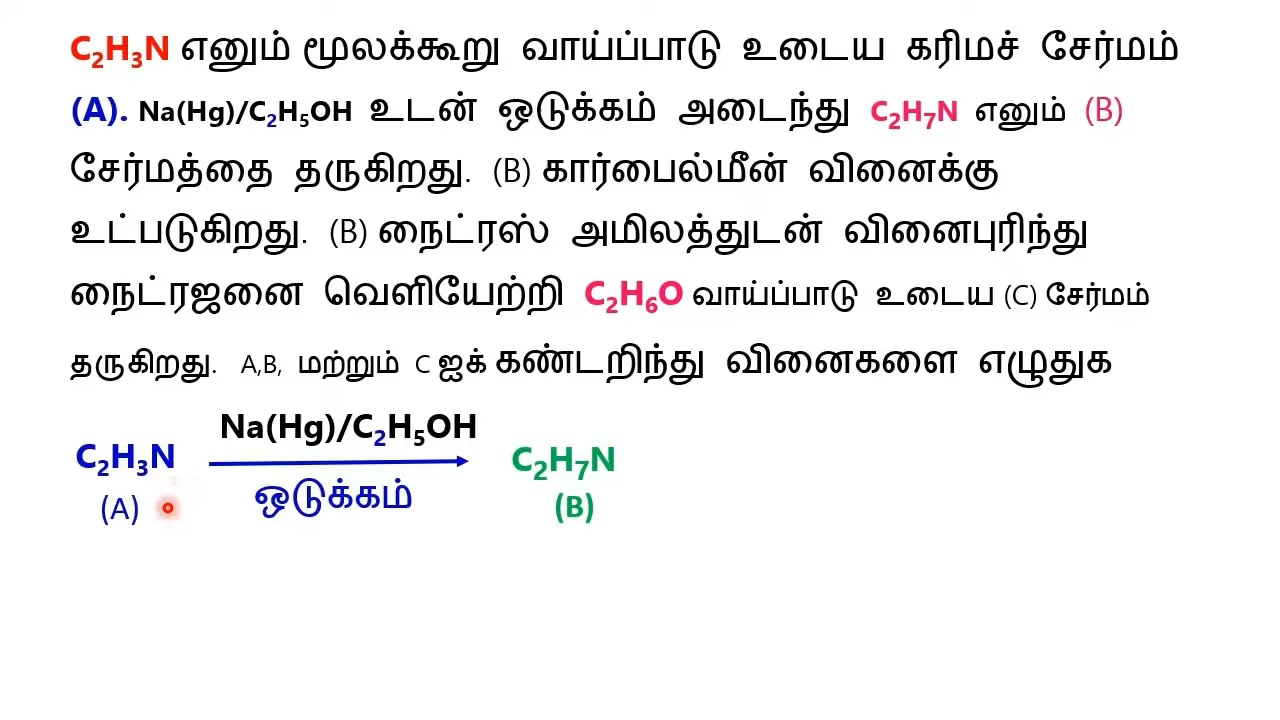 C₂H₃N எனும் மூலக்கூறு வாய்ப்பாடு உடைய கரிமச் சேர்மம்
(A). Na(Hg)/C₂H₅OH உடன் ஒடுக்கம் அடைந்து C₂H₇N எனும் (B)
சேர்மத்தை தருகிறது. (B) கார்பைல்மீன் வினைக்கு
உட்படுகிறது. (B) நைட்ரஸ் அமிலத்துடன் வினைபுரிந்து
நைட்ரஜனை வெளியேற்றி C₂H₆O வாய்ப்பாடு உடைய (C) சேர்மம்
தருகிறது. A,B, மற்றும் C ஐக் கண்டறிந்து வினைகளை எழுதுக
Na(Hg)/C₂H₅OH
C₂H₃N C₂H₇N
(A) ஒடுக்கம் (B)